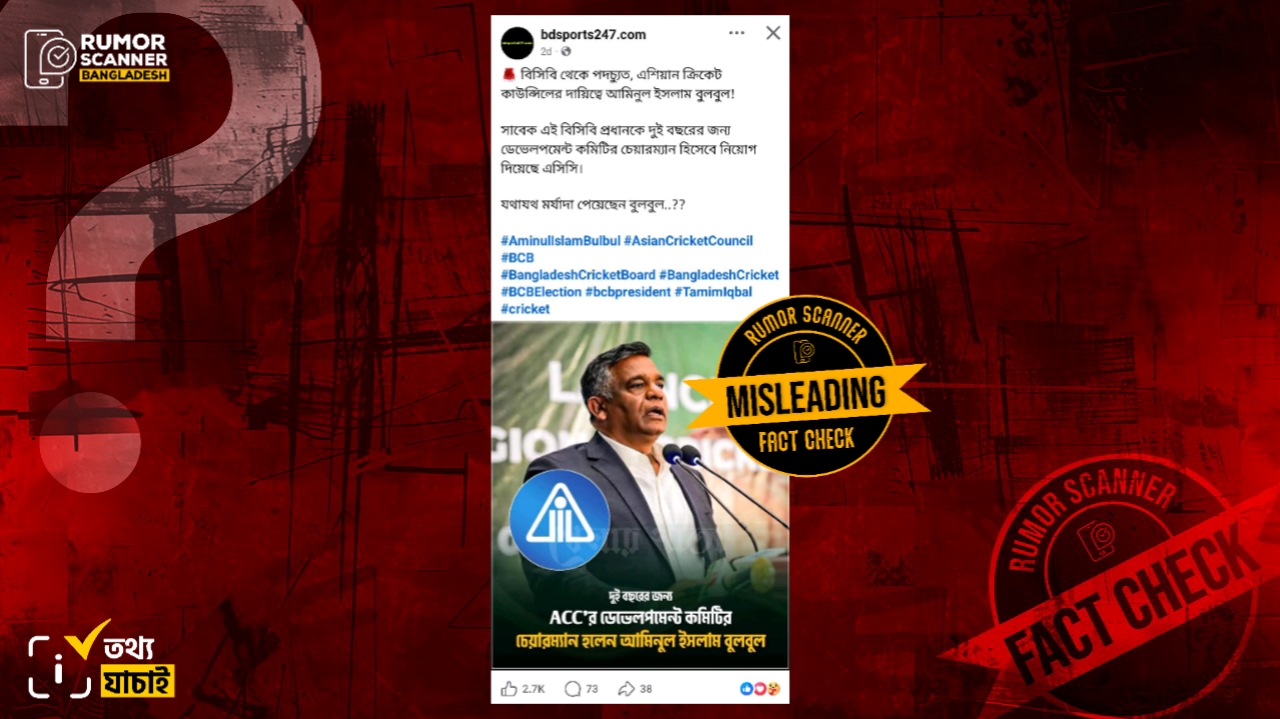 RUMOR
SCANNER
BANGLADESH
bdsports247.com
2d
বিসিবি থেকে পদচ্যুত, এশিয়ান ক্রিকেট
কাউন্সিলের দায়িত্বে আমিনুল ইসলাম বুলবুল!
সাবেক এই বিসিবি প্রধানকে দুই বছরের জন্য
ডেভেলপমেন্ট কমিটির চেয়ারম্যান হিসেবে নিয়োগ
দিয়েছে এসিসি।
যথাযথ মর্যাদা পেয়েছেন বুলবুল..??
#AminulIslamBulbul #AsianCricketCouncil
#BCB
#BangladeshCricketBoard #BangladeshCricket
#BCBElection #bcbpresident #TamimIqbal
#cricket
RUMOR SCANNER
MISLEADING
FACT CHECK
দুই বছরের জন্য
ACC'র ডেভেলপমেন্ট কমিটির
চেয়ারম্যান হলেন আমিনুল ইসলাম বুলবুল
2.7K 73 38
তথ্য
যাচাই
RUMOR SCANNER
FACT CHECK